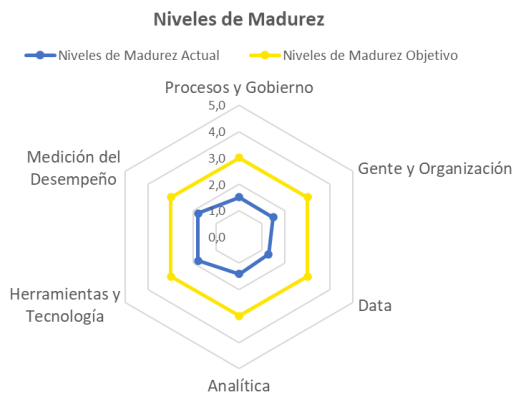 Niveles de Madurez
Niveles de Madurez Actual
Niveles de Madurez Objetivo
Procesos y Gobierno
5,0
4,0
3,0
2,0
1,0
0,0
Gente y Organización
Data
Analítica
Herramientas y
Tecnología
Medición del
Desempeño